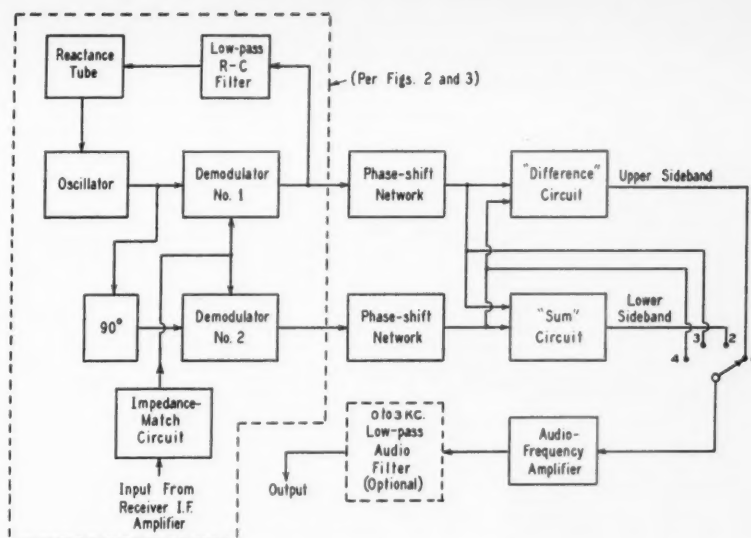 Reactance
Tube
Low-pass
R-C
Filter
(Per Figs. 2 and 3)
Oscillator
Demodulator
No. 1
Phase-shift
Network
"Difference"
Circuit
Upper Sideband
90°
Demodulator
No. 2
Phase-shift
Network
"Sum"
Circuit
Lower
Sideband
4
3
2
Impedance-
Match
Circuit
Input From
Receiver I.F.
Amplifier
Output
0 to 3 KC.
Low-pass
Audio
Filter
(Optional)
Audio-
Frequency
Amplifier